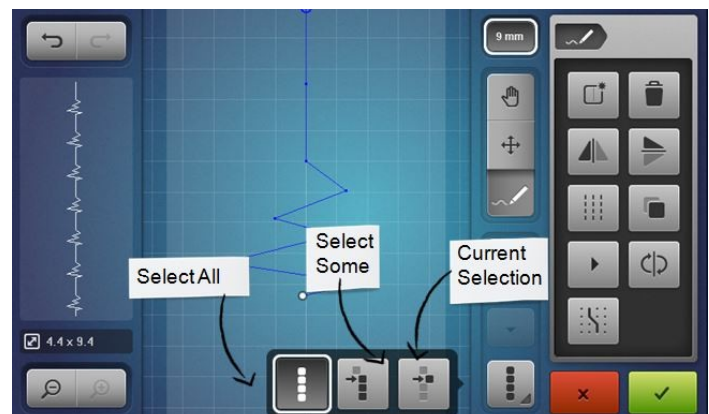 9 mm
Select
Some
Current
Selection
Select All
4.4 x 9.4